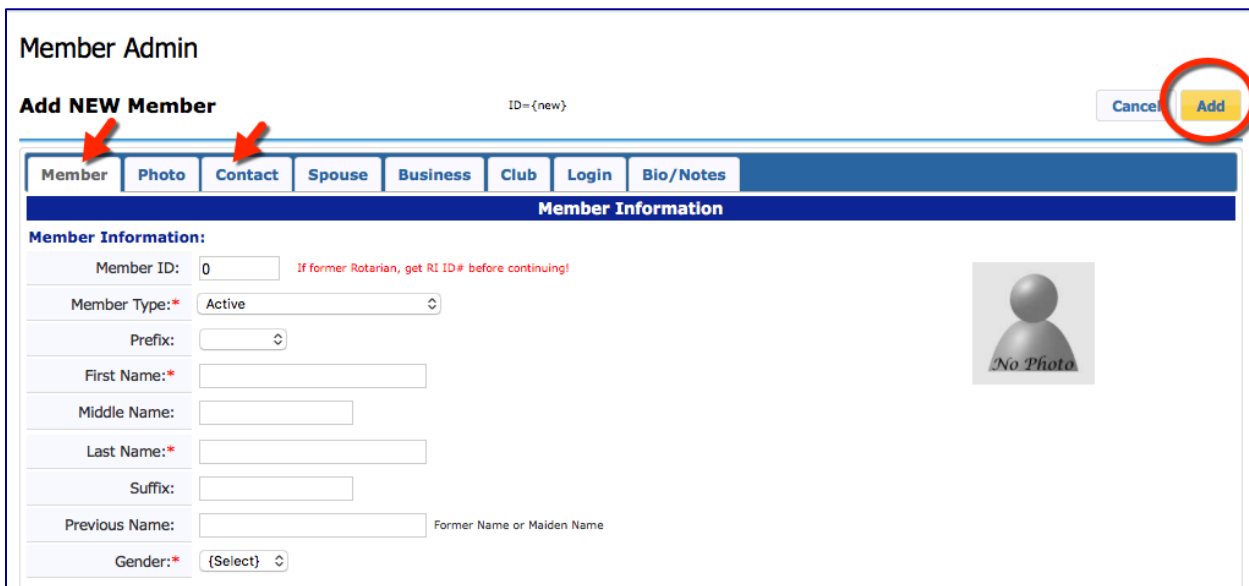 Member Admin
Add NEW Member ID={new} Cancel Add
Member Photo Contact Spouse Business Club Login Bio/Notes
Member Information
Member Information:
Member ID: 0 If former Rotarian, get RI ID# before continuing!
Member Type:* Active
Prefix:
No Photo
First Name:*
Middle Name:
Last Name:*
Suffix:
Previous Name: Former Name or Maiden Name
Gender:* {Select}